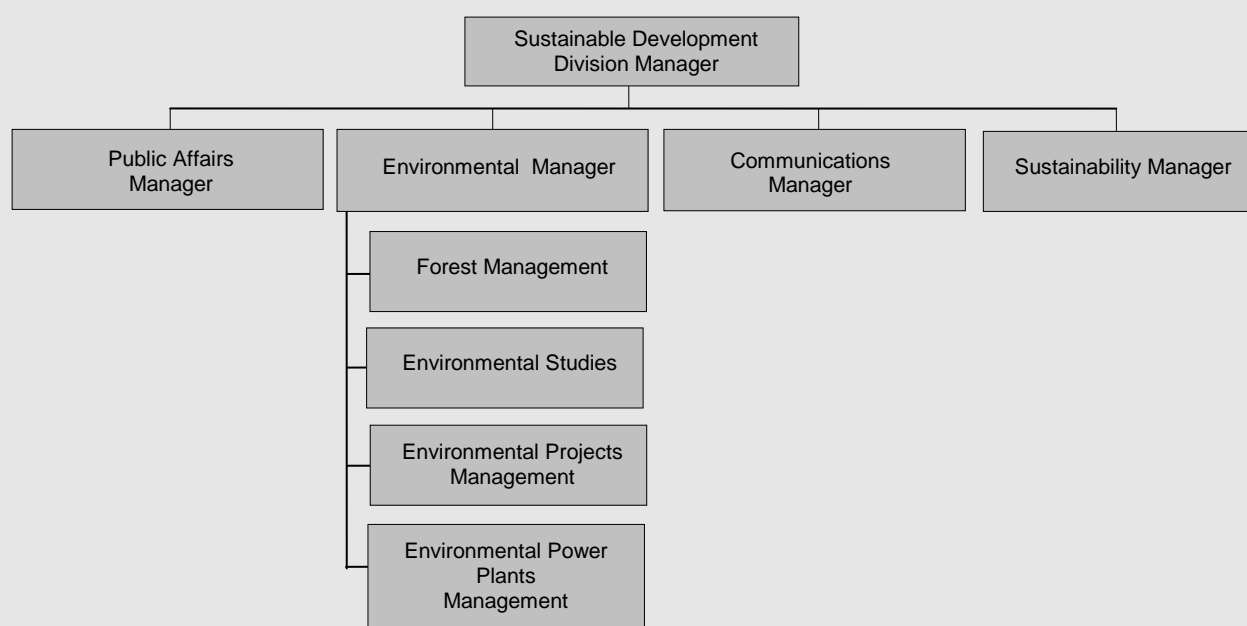 Sustainable Development
Division Manager
Public Affairs
Manager
Environmental Manager
Communications
Manager
Sustainability Manager
Forest Management
Environmental Studies
Environmental Projects
Management
Environmental Power
Plants
Management